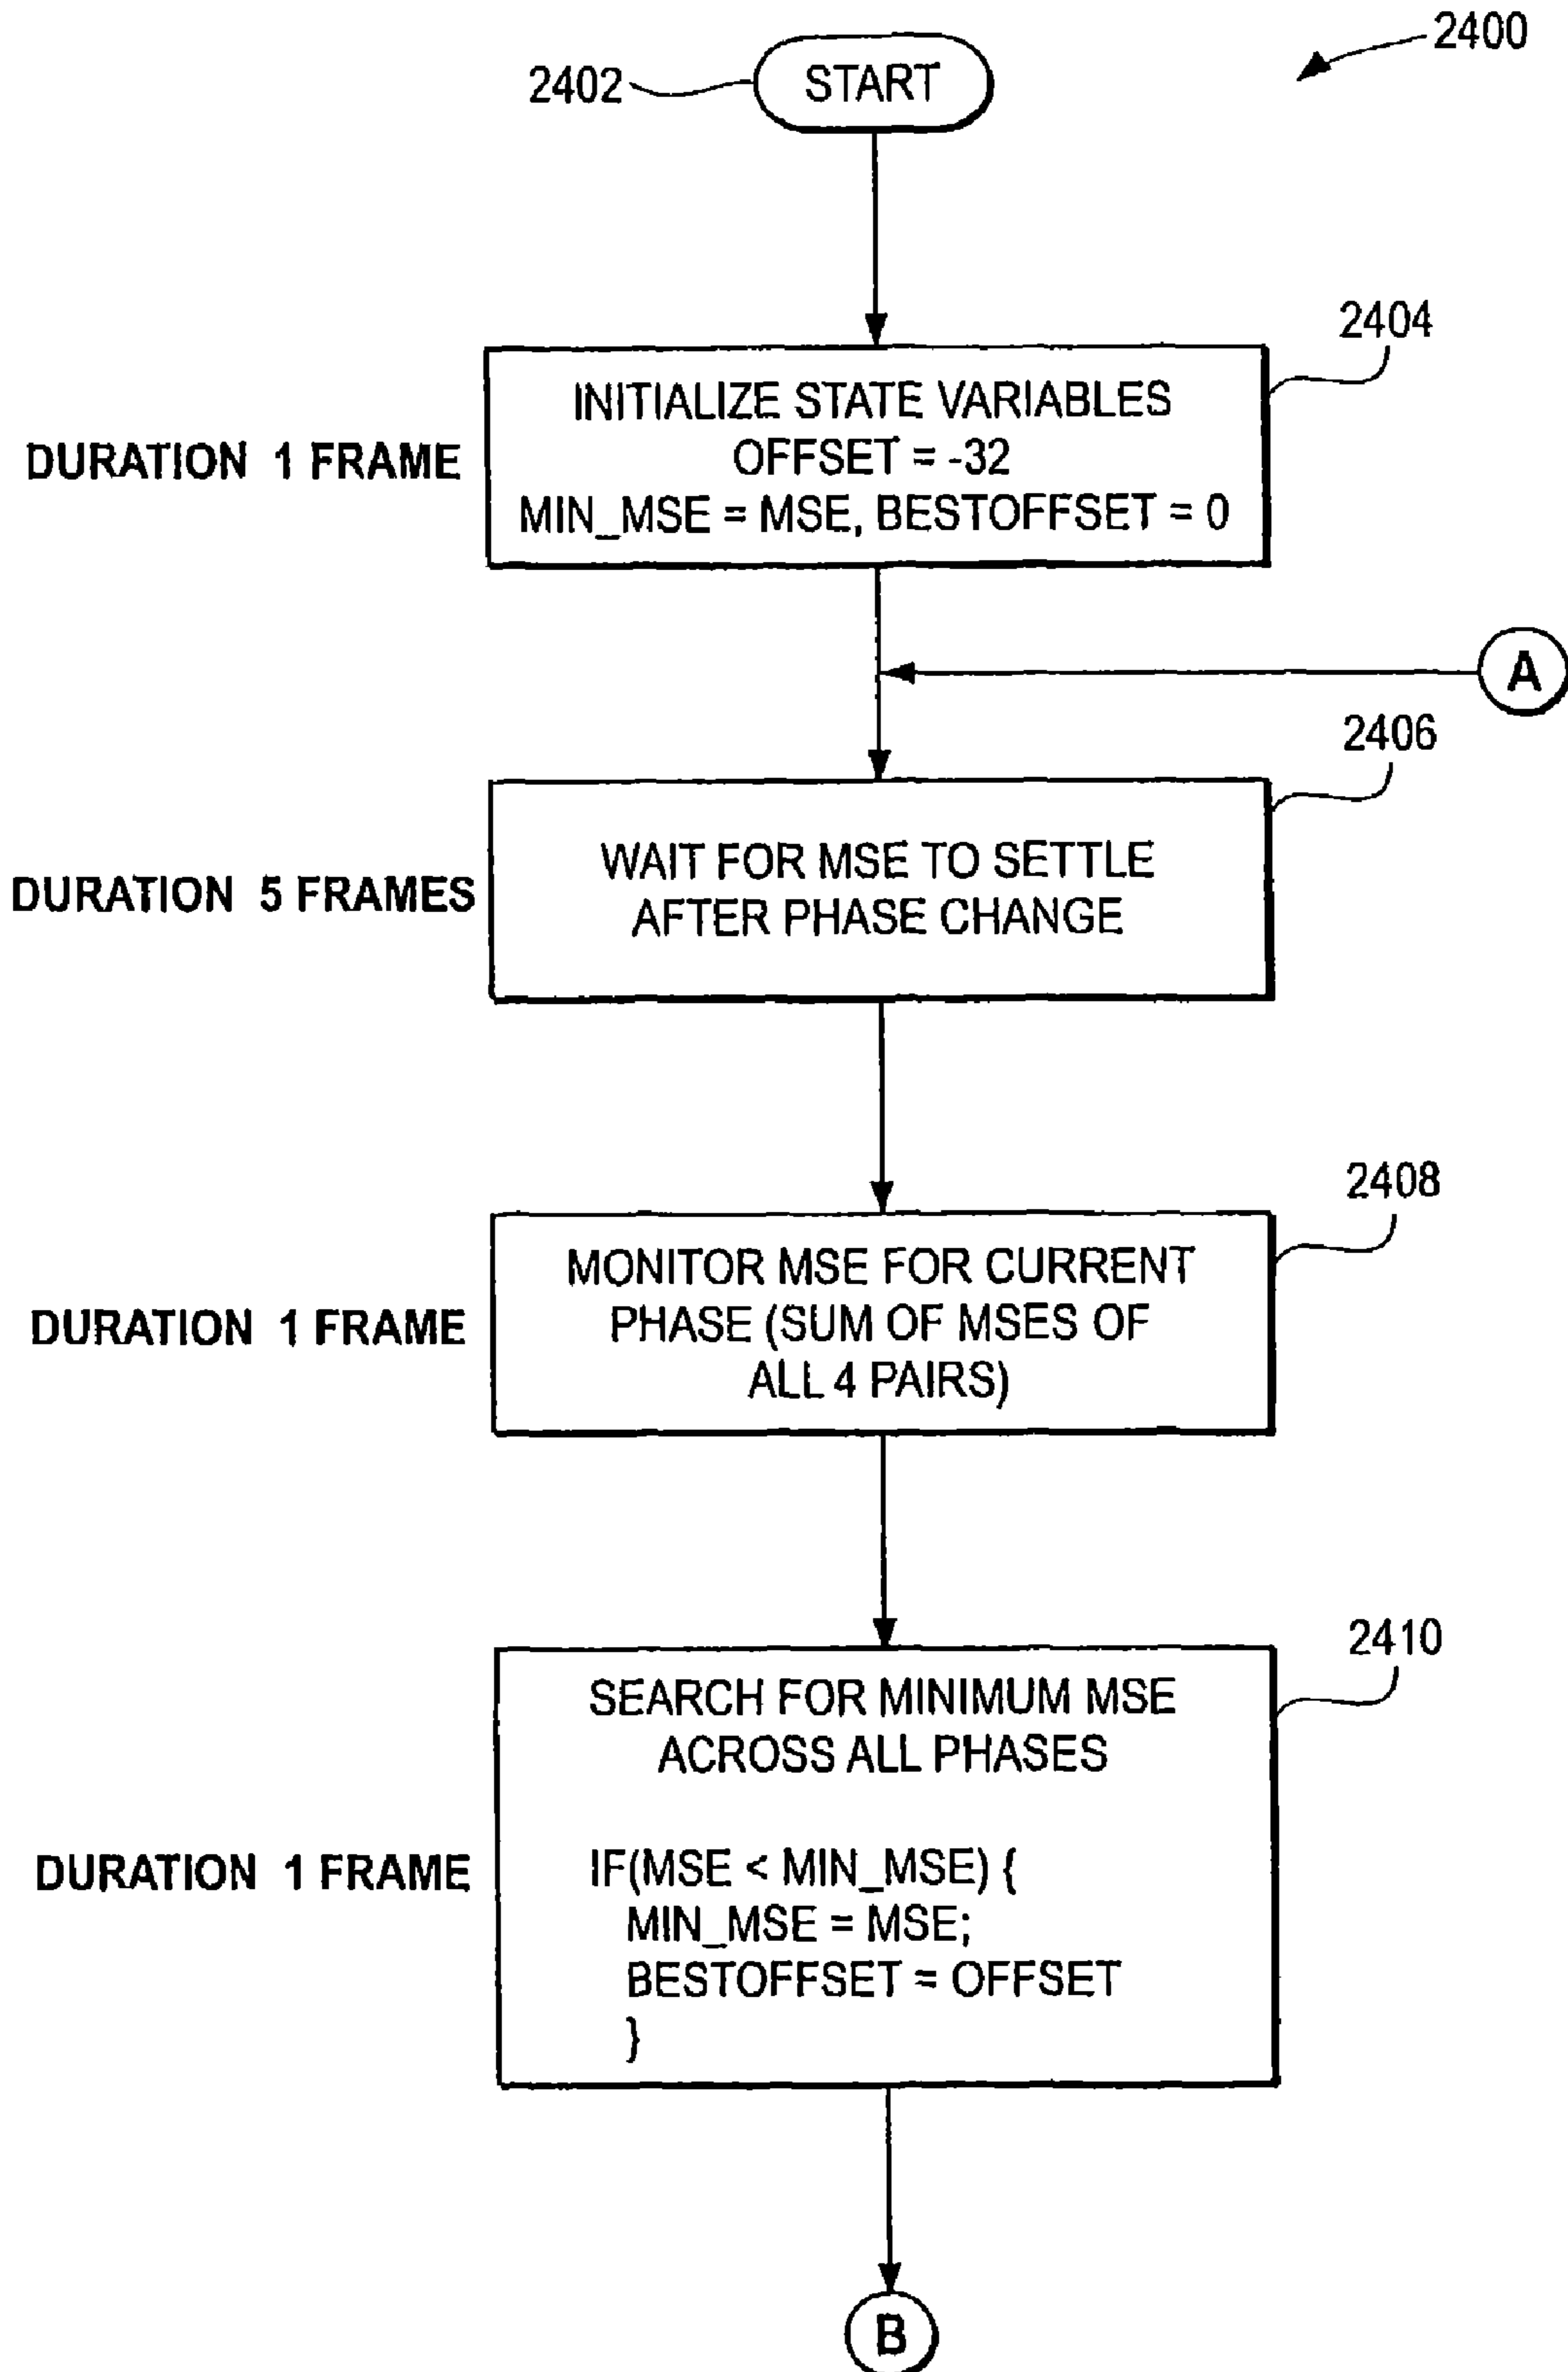 2400
2402
START
2404
INITIALIZE STATE VARIABLES
OFFSET = -32
MIN_MSE = MSE, BESTOFFSET = 0
DURATION 1 FRAME
A
2406
WAIT FOR MSE TO SETTLE
AFTER PHASE CHANGE
DURATION 5 FRAMES
2408
MONITOR MSE FOR CURRENT
PHASE (SUM OF MSES OF
ALL 4 PAIRS)
DURATION 1 FRAME
2410
SEARCH FOR MINIMUM MSE
ACROSS ALL PHASES
IF(MSE < MIN_MSE) {
MIN_MSE = MSE;
BESTOFFSET = OFFSET
}
DURATION 1 FRAME
B